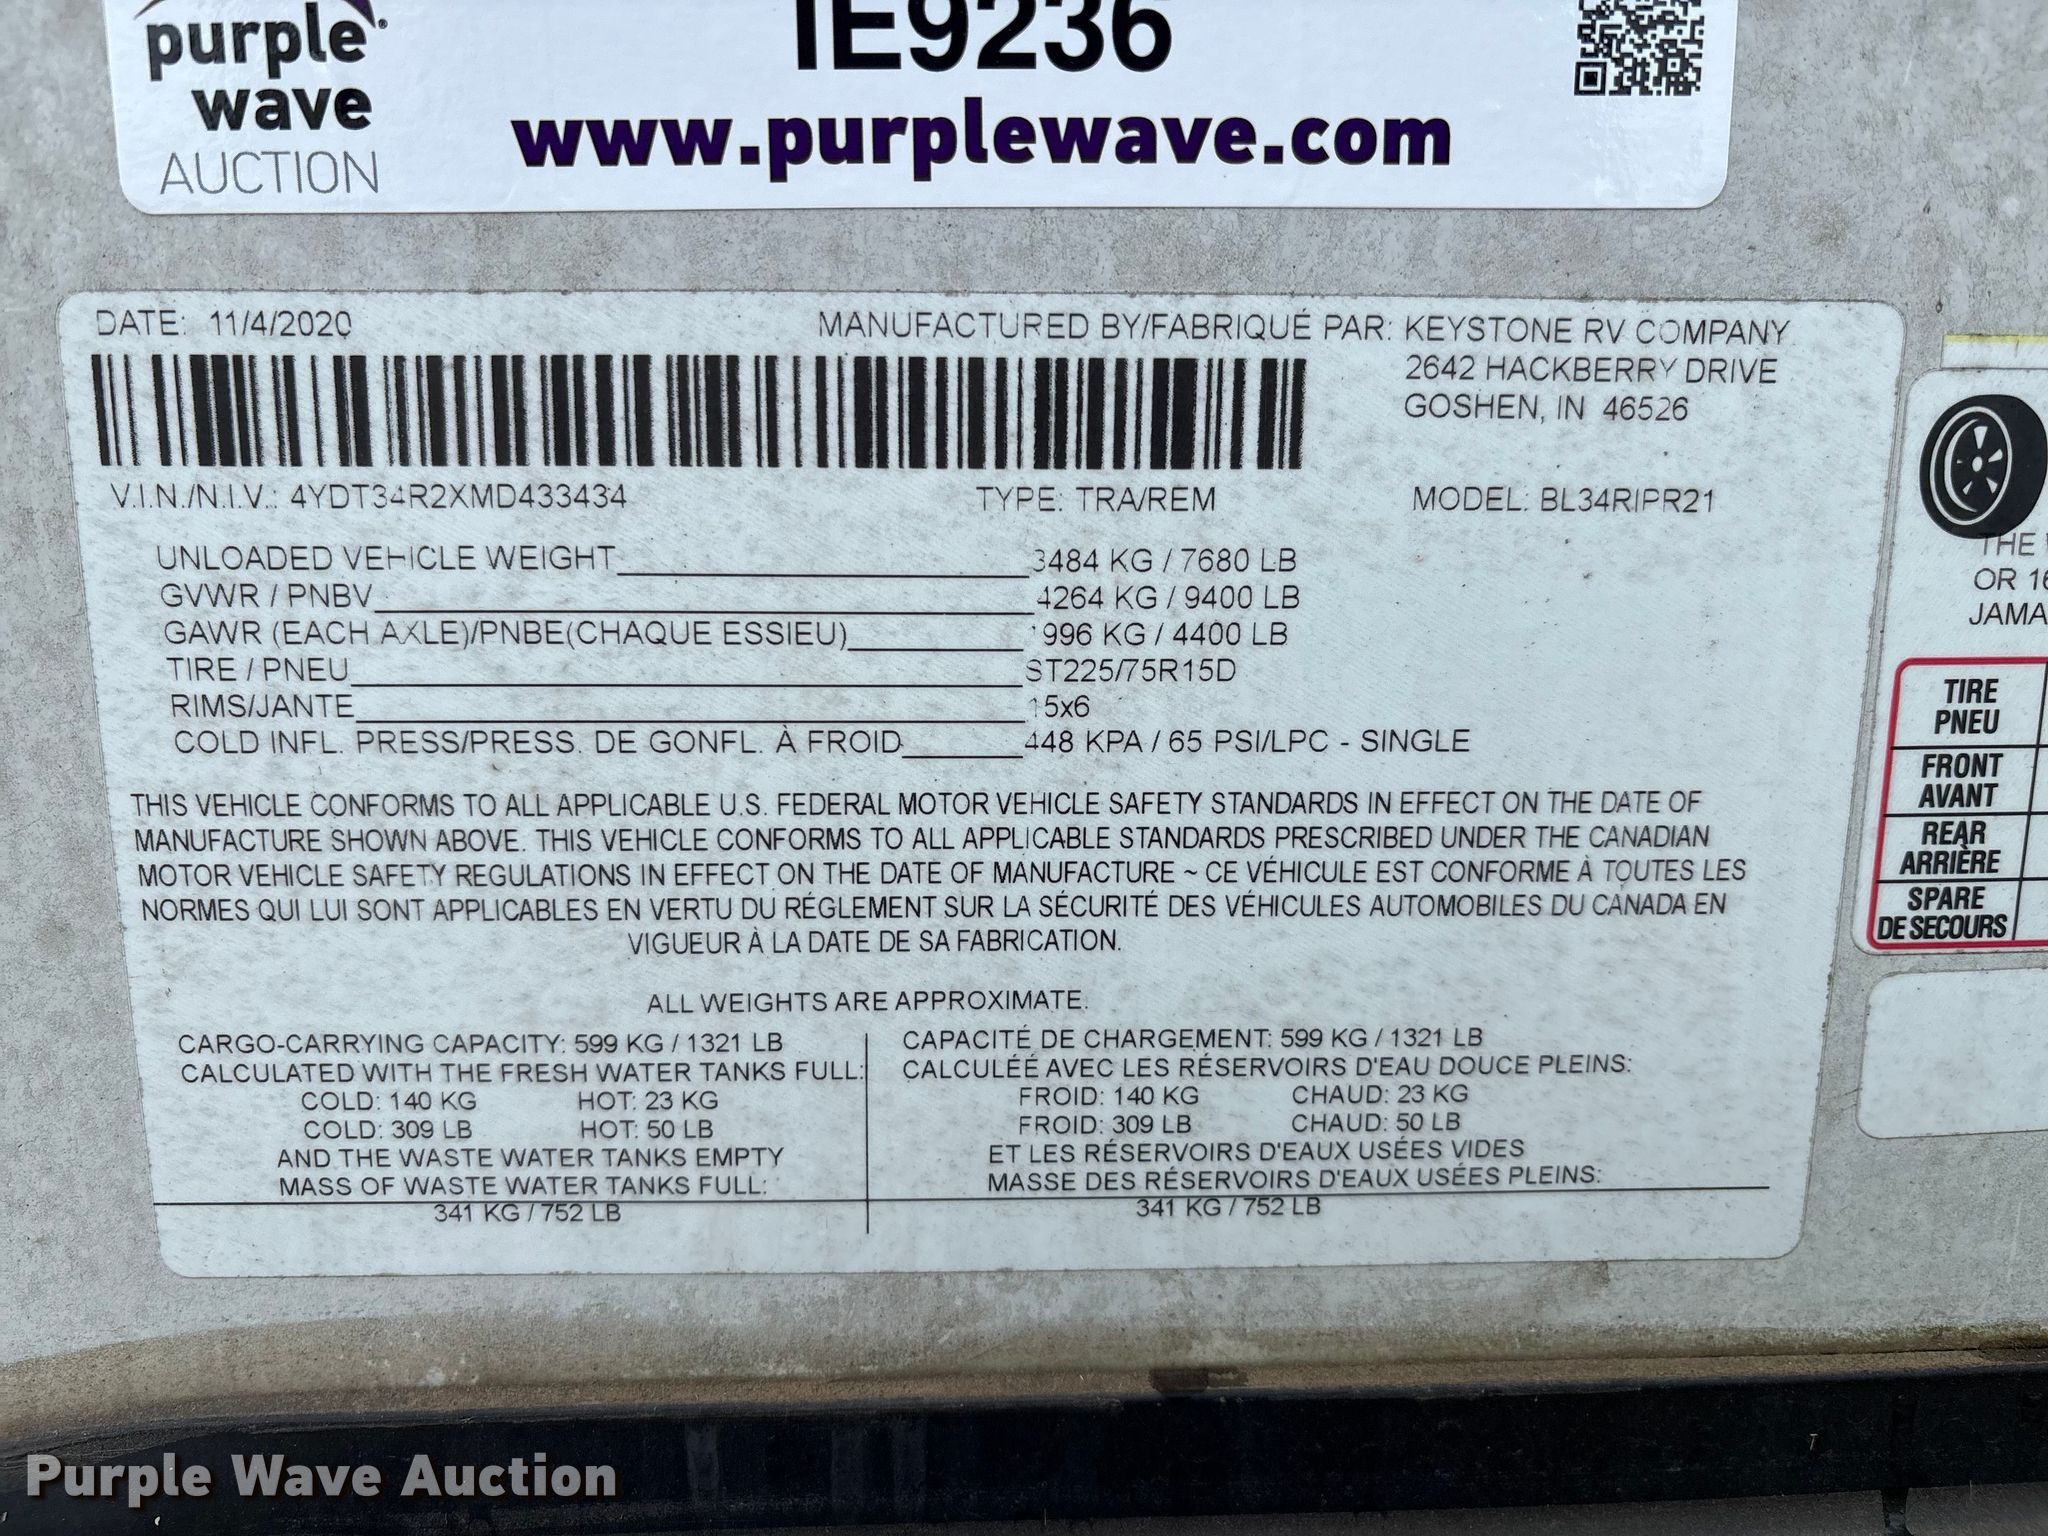 purple
wave
AUCTION
IE9236
www.purplewave.com
DATE: 11/4/2020
MANUFACTURED BY/FABRIQUÉ PAR: KEYSTONE RV COMPANY
2642 HACKBERRY DRIVE
GOSHEN, IN 46526
V.I.N./N.I.V.: 4YDT34R2XMD433434 TYPE: TRA/REM MODEL: BL34RIPR21
UNLOADED VEHICLE WEIGHT 3484 KG / 7680 LB
GVWR / PNBV 4264 KG / 9400 LB
GAWR (EACH AXLE)/PNBE(CHAQUE ESSIEU) 1996 KG / 4400 LB
TIRE / PNEU ST225/75R15D
RIMS/JANTE 15x6
COLD INFL. PRESS/PRESS. DE GONFL. À FROID 448 KPA / 65 PSI/LPC - SINGLE
THIS VEHICLE CONFORMS TO ALL APPLICABLE U.S. FEDERAL MOTOR VEHICLE SAFETY STANDARDS IN EFFECT ON THE DATE OF
MANUFACTURE SHOWN ABOVE. THIS VEHICLE CONFORMS TO ALL APPLICABLE STANDARDS PRESCRIBED UNDER THE CANADIAN
MOTOR VEHICLE SAFETY REGULATIONS IN EFFECT ON THE DATE OF MANUFACTURE ~ CE VÉHICULE EST CONFORME À TOUTES LES
NORMES QUI LUI SONT APPLICABLES EN VERTU DU RÉGLEMENT SUR LA SÉCURITÉ DES VÉHICULES AUTOMOBILES DU CANADA EN
VIGUEUR À LA DATE DE SA FABRICATION.
ALL WEIGHTS ARE APPROXIMATE.
CARGO-CARRYING CAPACITY: 599 KG / 1321 LB
CALCULATED WITH THE FRESH WATER TANKS FULL:
COLD: 140 KG HOT: 23 KG
COLD: 309 LB HOT: 50 LB
AND THE WASTE WATER TANKS EMPTY
MASS OF WASTE WATER TANKS FULL:
341 KG / 752 LB
CAPACITÉ DE CHARGEMENT: 599 KG / 1321 LB
CALCULÉÉ AVEC LES RÉSERVOIRS D'EAU DOUCE PLEINS:
FROID: 140 KG CHAUD: 23 KG
FROID: 309 LB CHAUD: 50 LB
ET LES RÉSERVOIRS D'EAUX USÉES VIDES
MASSE DES RÉSERVOIRS D'EAUX USÉES PLEINS:
341 KG / 752 LB
THE
OR
TIRE
PNEU
FRONT
AVANT
REAR
ARRIÈRE
SPARE
DE SECOURS
Purple Wave Auction